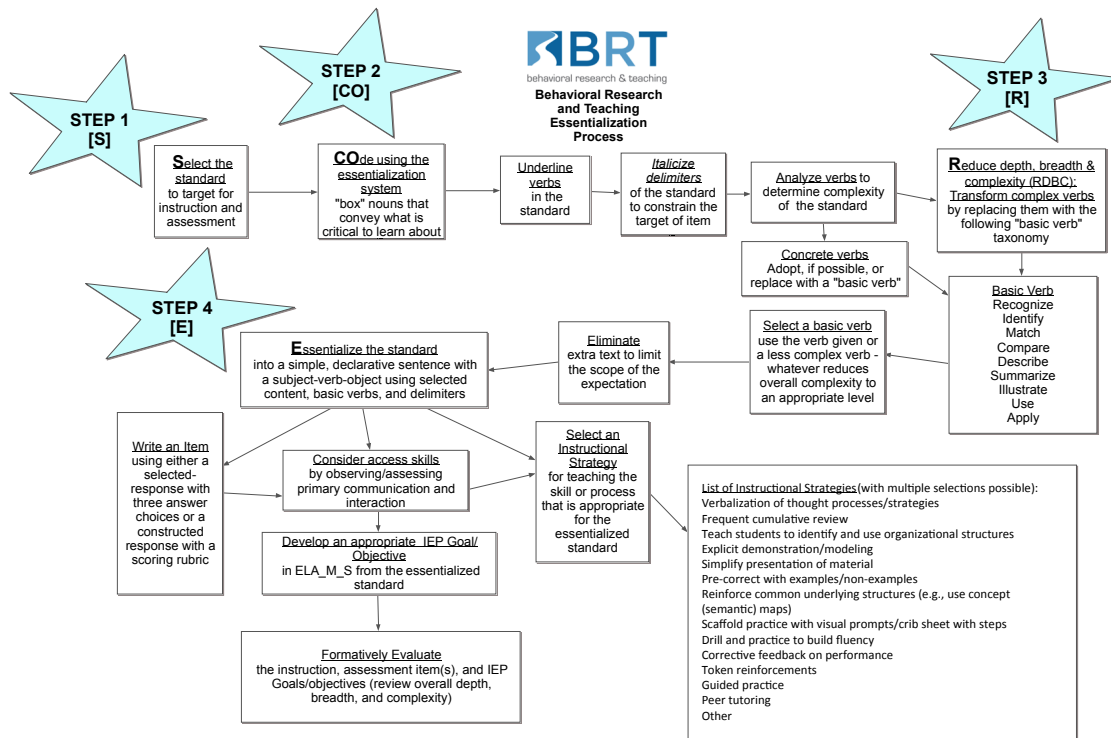 BRT
behavioral research & teaching
Behavioral Research
and Teaching
Essentialization
Process
STEP 1
[S]
Select the
standard
to target for
instruction and
assessment
STEP 2
[CO]
COde using the
essentialization
system
"box" nouns that
convey what is
critical to learn about
Underline
verbs
in the
standard
Italicize
delimiters
of the standard
to constrain the
target of item
Analyze verbs to
determine complexity
of the standard
Concrete verbs
Adopt, if possible, or
replace with a "basic verb"
STEP 3
[R]
Reduce depth, breadth &
complexity (RDBC):
Transform complex verbs
by replacing them with the
following "basic verb"
taxonomy
Basic Verb
Recognize
Identify
Match
Compare
Describe
Summarize
Illustrate
Use
Apply
Select a basic verb
use the verb given or
a less complex verb -
whatever reduces
overall complexity to
an appropriate level
Eliminate
extra text to limit
the scope of the
expectation
STEP 4
[E]
Essentialize the standard
into a simple, declarative sentence with
a subject-verb-object using selected
content, basic verbs, and delimiters
Write an Item
using either a
selected-
response with
three answer
choices or a
constructed
response with a
scoring rubric
Consider access skills
by observing/assessing
primary communication and
interaction
Select an
Instructional
Strategy
for teaching the
skill or process
that is appropriate
for the
essentialized
standard
Develop an appropriate IEP Goal/
Objective
in ELA_M_S from the essentialized
standard
Formatively Evaluate
the instruction, assessment item(s), and IEP
Goals/objectives (review overall depth,
breadth, and complexity)
List of Instructional Strategies(with multiple selections possible):
Verbalization of thought processes/strategies
Frequent cumulative review
Teach students to identify and use organizational structures
Explicit demonstration/modeling
Simplify presentation of material
Pre-correct with examples/non-examples
Reinforce common underlying structures (e.g., use concept
(semantic) maps)
Scaffold practice with visual prompts/crib sheet with steps
Drill and practice to build fluency
Corrective feedback on performance
Token reinforcements
Guided practice
Peer tutoring
Other